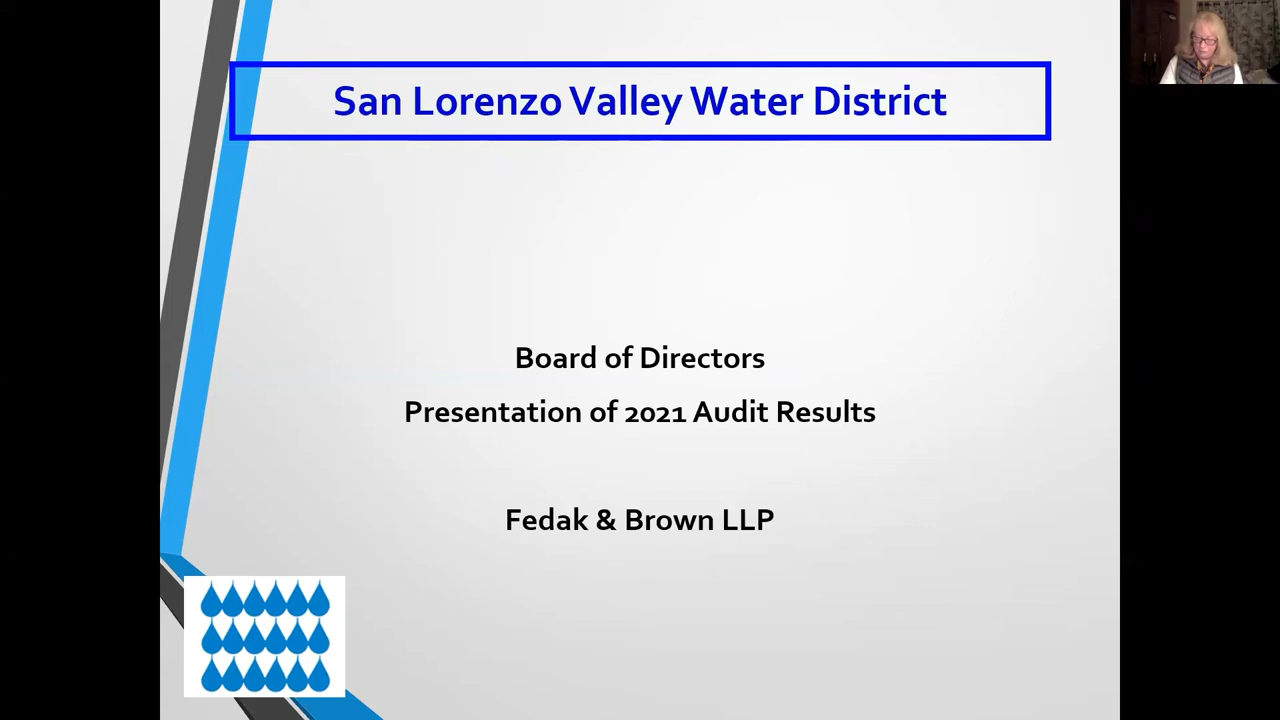 San Lorenzo Valley Water District
Board of Directors
Presentation of 2021 Audit Results
Fedak & Brown LLP